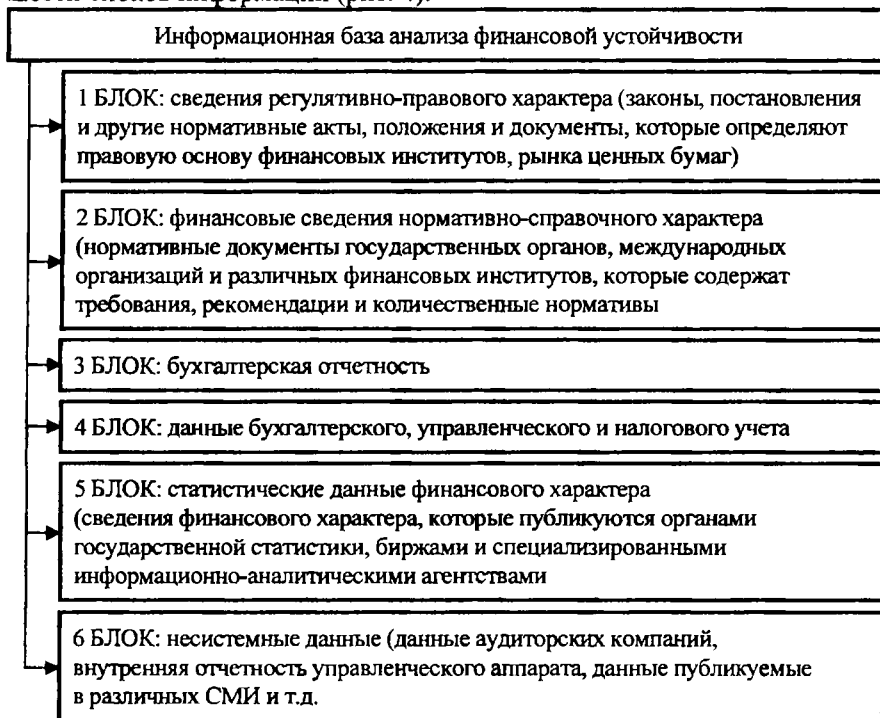 Информационная база анализа финансовой устойчивости
1 БЛОК: сведения регулятивно-правового характера (законы, постановления
и другие нормативные акты, положения и документы, которые определяют
правовую основу финансовых институтов, рынка ценных бумаг)
2 БЛОК: финансовые сведения нормативно-справочного характера
(нормативные документы государственных органов, международных
организаций и различных финансовых институтов, которые содержат
требования, рекомендации и количественные нормативы
3 БЛОК: бухгалтерская отчетность
4 БЛОК: данные бухгалтерского, управленческого и налогового учета
5 БЛОК: статистические данные финансового характера
(сведения финансового характера, которые публикуются органами
государственной статистики, биржами и специализированными
информационно-аналитическими агентствами
6 БЛОК: несистемные данные (данные аудиторских компаний,
внутренняя отчетность управленческого аппарата, данные публикуемые
в различных СМИ и т.д.